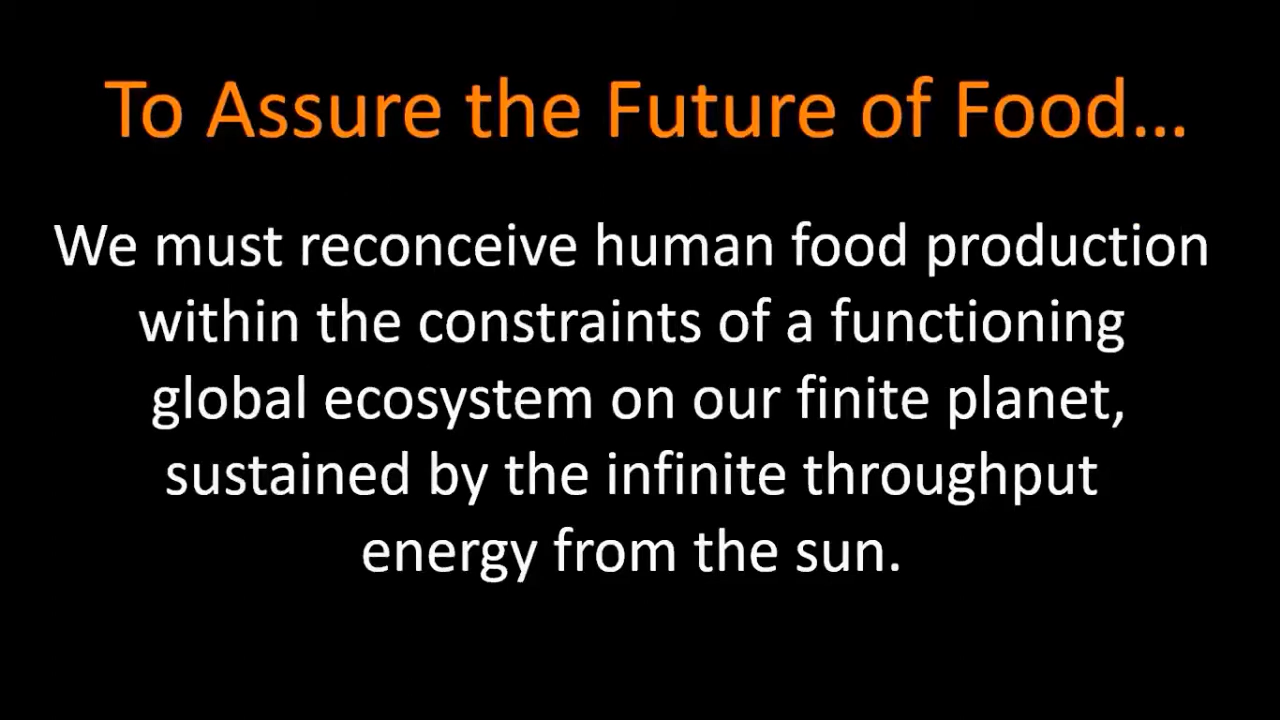 To Assure the Future of Food...
We must reconceive human food production
within the constraints of a functioning
global ecosystem on our finite planet,
sustained by the infinite throughput
energy from the sun.